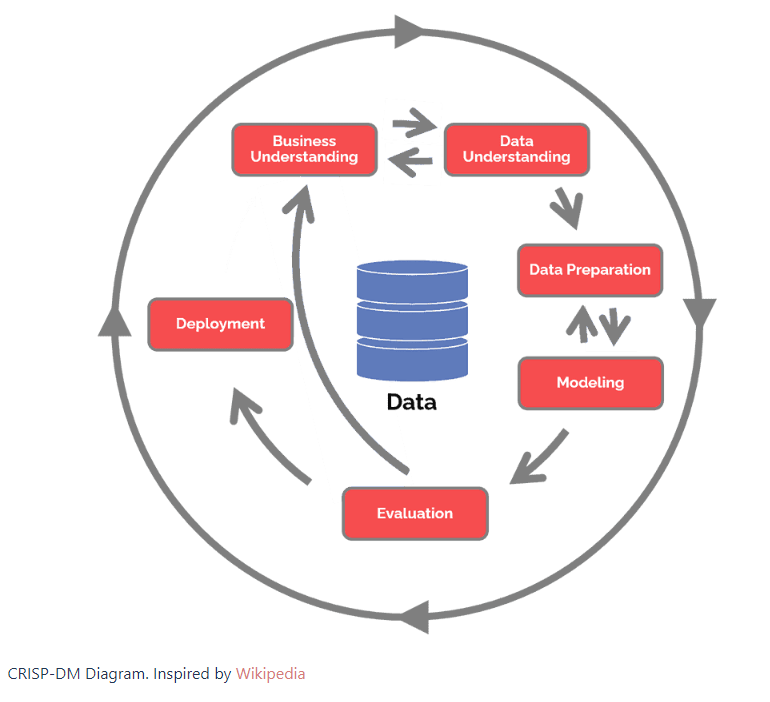 Business
Understanding
Data
Understanding
Data Preparation
Deployment
Modeling
Data
Evaluation
CRISP-DM Diagram. Inspired by Wikipedia